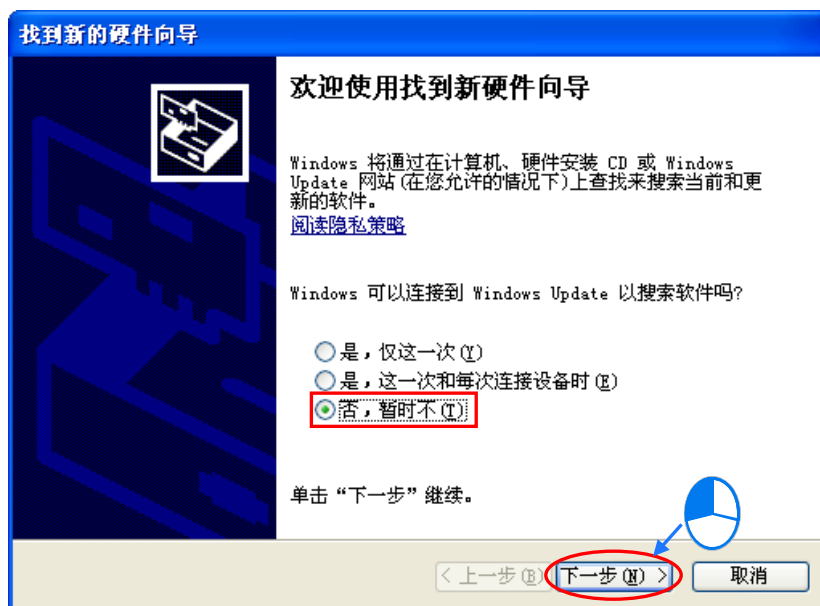 找到新的硬件向导
欢迎使用找到新硬件向导
Windows 将通过在计算机、硬件安装 CD 或 Windows
Update 网站(在您允许的情况下)上查找来搜索当前和更
新的软件。
阅读隐私策略
Windows 可以连接到 Windows Update 以搜索软件吗?
是，仅这一次(Y)
是，这一次和每次连接设备时(E)
否，暂时不(T)
单击“下一步”继续。
< 上一步(B) 下一步(N) > 取消